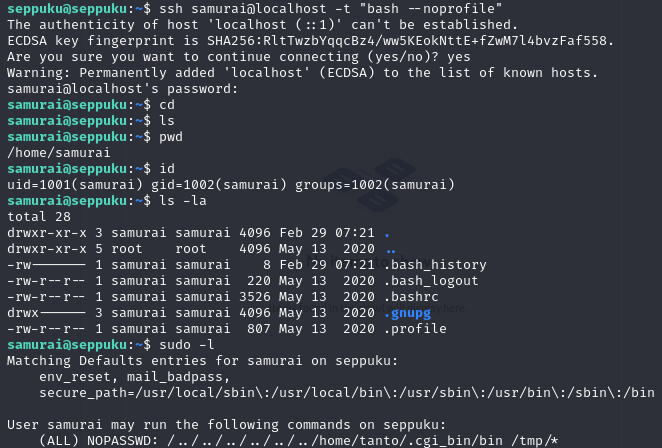 seppuku@seppuku:~$ ssh samurai@localhost -t "bash --noprofile"
The authenticity of host 'localhost (::1)' can't be established.
ECDSA key fingerprint is SHA256:RltTwzbYqqcBz4/ww5KEokNttE+fZwM7l4bvzFaf558.
Are you sure you want to continue connecting (yes/no)? yes
Warning: Permanently added 'localhost' (ECDSA) to the list of known hosts.
samurai@localhost's password:
samurai@seppuku:~$ cd
samurai@seppuku:~$ ls
samurai@seppuku:~$ pwd
/home/samurai
samurai@seppuku:~$ id
uid=1001(samurai) gid=1002(samurai) groups=1002(samurai)
samurai@seppuku:~$ ls -la
total 28
drwxr-xr-x 3 samurai samurai 4096 Feb 29 07:21 .
drwxr-xr-x 5 root    root    4096 May 13  2020 ..
-rw------- 1 samurai samurai    8 Feb 29 07:21 .bash_history
-rw-r--r-- 1 samurai samurai  220 May 13  2020 .bash_logout
-rw-r--r-- 1 samurai samurai 3526 May 13  2020 .bashrc
drwx------ 3 samurai samurai 4096 May 13  2020 .gnupg
-rw-r--r-- 1 samurai samurai  807 May 13  2020 .profile
samurai@seppuku:~$ sudo -l
Matching Defaults entries for samurai on seppuku:
    env_reset, mail_badpass,
    secure_path=/usr/local/sbin\:/usr/local/bin\:/usr/sbin\:/usr/bin\:/sbin\:/bin

User samurai may run the following commands on seppuku:
    (ALL) NOPASSWD: /../../../../../../home/tanto/.cgi_bin/bin /tmp/*